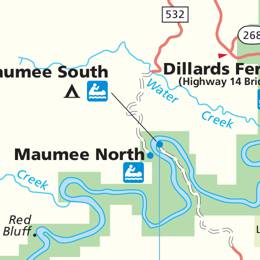 532
268
aumee South
Dillards Fer
(Highway 14 Brid
Water
Creek
Maumee North
Creek
Red
Bluff